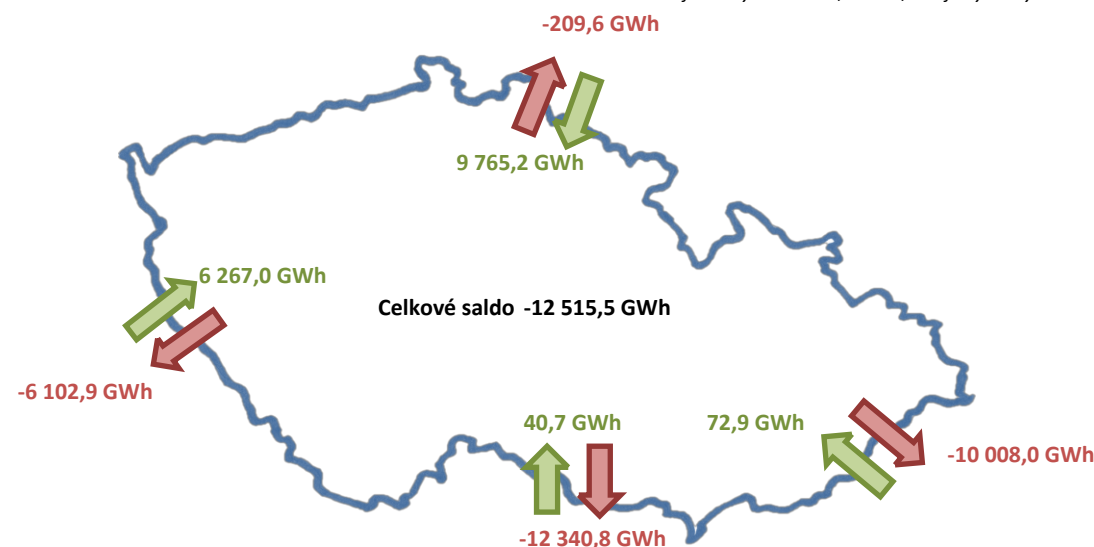 -209,6 GWh
9 765,2 GWh
6 267,0 GWh
Celkové saldo -12 515,5 GWh
-6 102,9 GWh
40,7 GWh
72,9 GWh
-10 008,0 GWh
-12 340,8 GWh